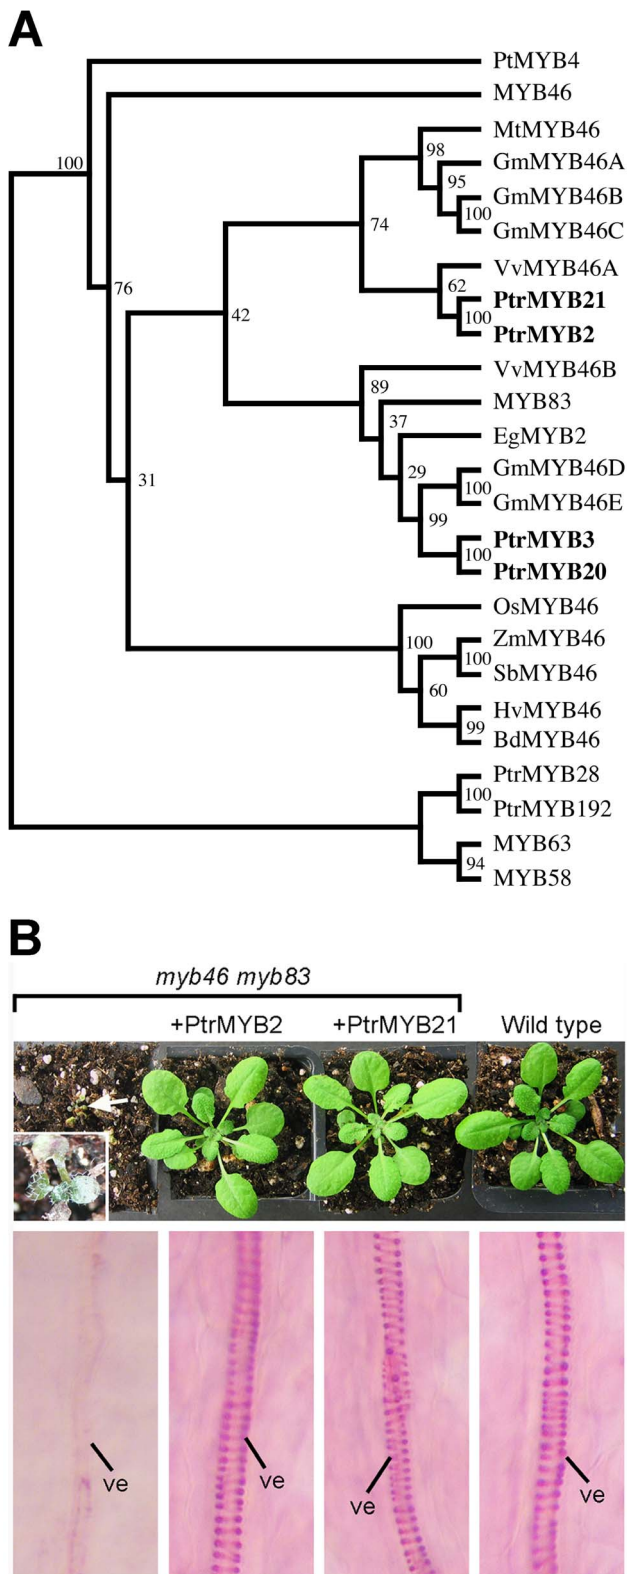 A
PtMYB4
MYB46
MtMYB46
98
GmMYB46A
100
95
GmMYB46B
100
GmMYB46C
74
VvMYB46A
62
PtrMYB21
76
100
42
PtrMYB2
VvMYB46B
89
MYB83
37
EgMYB2
29
GmMYB46D
31
100
GmMYB46E
99
PtrMYB3
100
PtrMYB20
OsMYB46
100
ZmMYB46
100
SbMYB46
60
HvMYB46
99
BdMYB46
PtrMYB28
100
PtrMYB192
MYB63
94
MYB58
B
myb46 myb83
+PtrMYB2 +PtrMYB21 Wild type
ve
ve
ve
ve